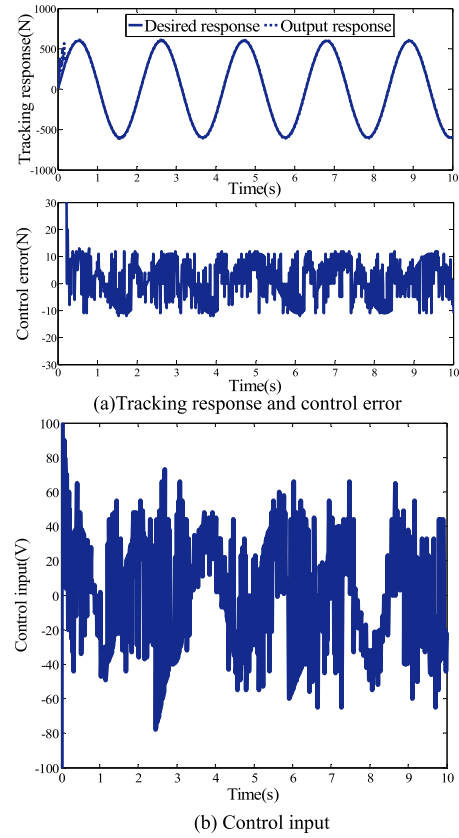 Desired response Output response
Tracking response(N)
1000
500
0
-500
-1000
0 1 2 3 4 5 6 7 8 9 10
Time(s)
Control error(N)
30
20
10
0
-10
-20
-30
0 1 2 3 4 5 6 7 8 9 10
Time(s)
(a)Tracking response and control error
Control input(V)
100
80
60
40
20
0
-20
-40
-60
-80
-100
0 1 2 3 4 5 6 7 8 9 10
Time(s)
(b) Control input